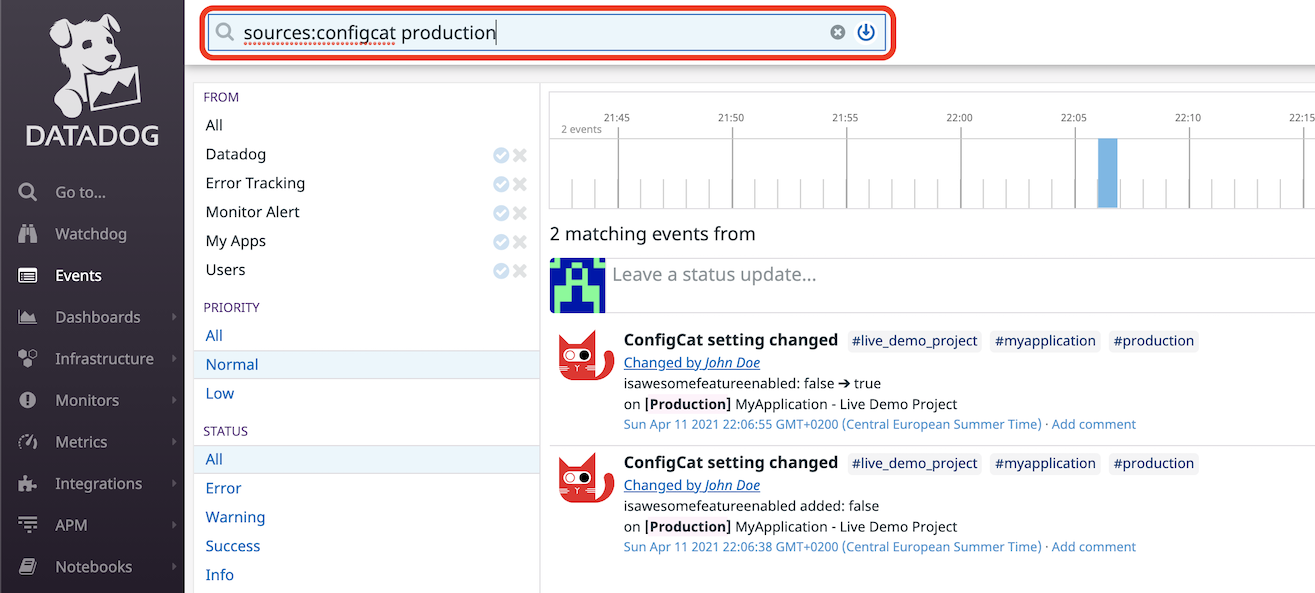 DATADOG
Go to...
Watchdog
Events
Dashboards
Infrastructure
Monitors
Metrics
Integrations
APM
Notebooks
sources:configcat production
FROM
All
Datadog
Error Tracking
Monitor Alert
My Apps
Users
PRIORITY
All
Normal
Low
STATUS
All
Error
Warning
Success
Info
21:45 21:50 21:55 22:00 22:05 22:10 22:15
2 events
2 matching events from
Leave a status update...
ConfigCat setting changed #live_demo_project #myapplication #production
Changed by John Doe
isawesomefeatureenabled: false ➔ true
on [Production] MyApplication - Live Demo Project
Sun Apr 11 2021 22:06:55 GMT+0200 (Central European Summer Time) · Add comment
ConfigCat setting changed #live_demo_project #myapplication #production
Changed by John Doe
isawesomefeatureenabled added: false
on [Production] MyApplication - Live Demo Project
Sun Apr 11 2021 22:06:38 GMT+0200 (Central European Summer Time) · Add comment